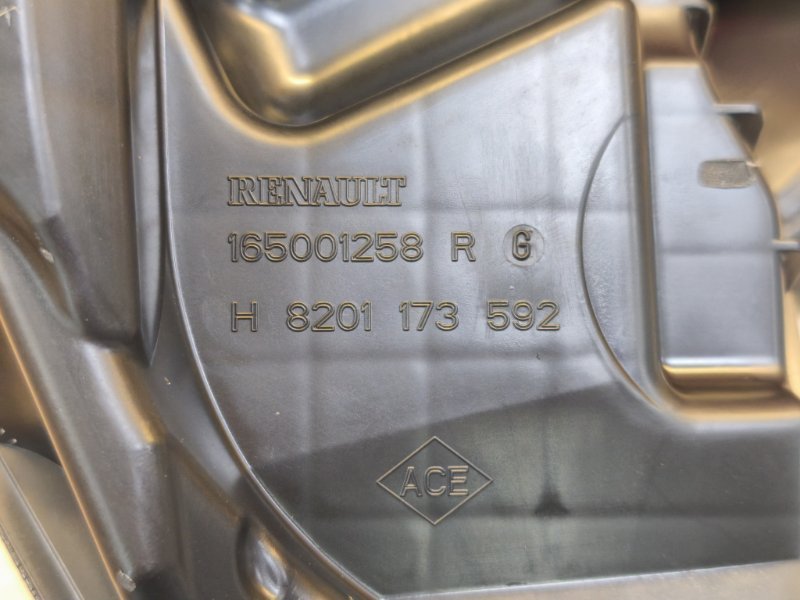 RENAULT
165001258 R G
H 8201 173 592
ACE